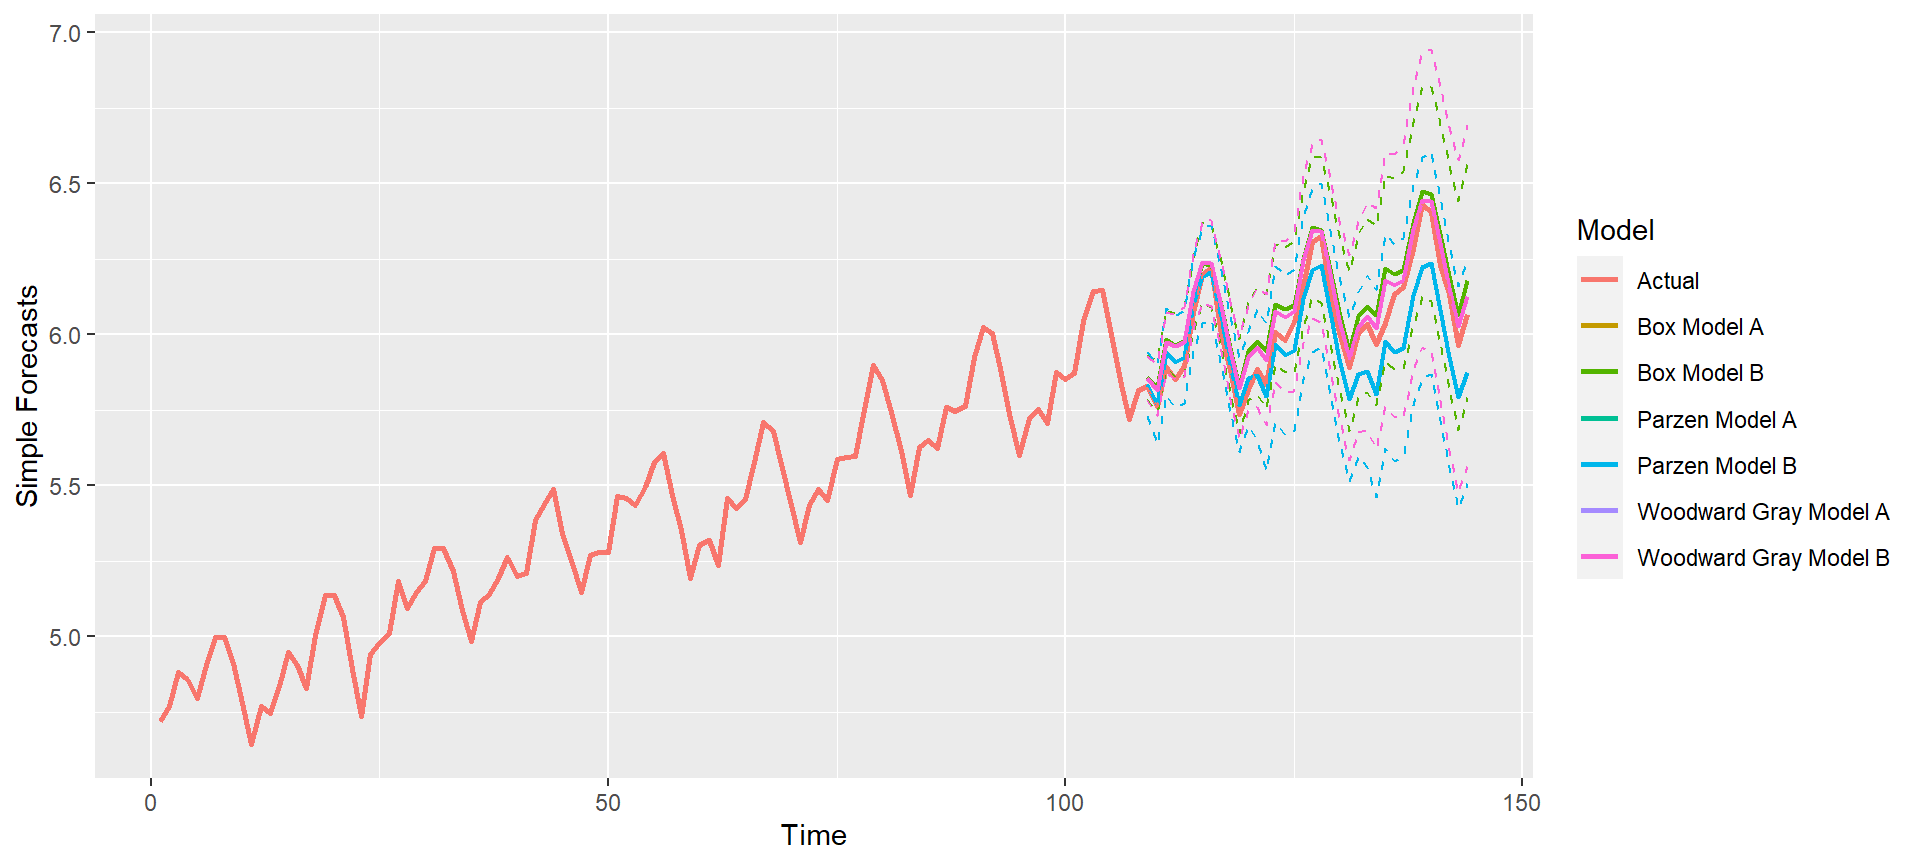 7.0
6.5
6.0
5.5
5.0
Simple Forecasts
0
50
100
150
Time
Model
Actual
Box Model A
Box Model B
Parzen Model A
Parzen Model B
Woodward Gray Model A
Woodward Gray Model B